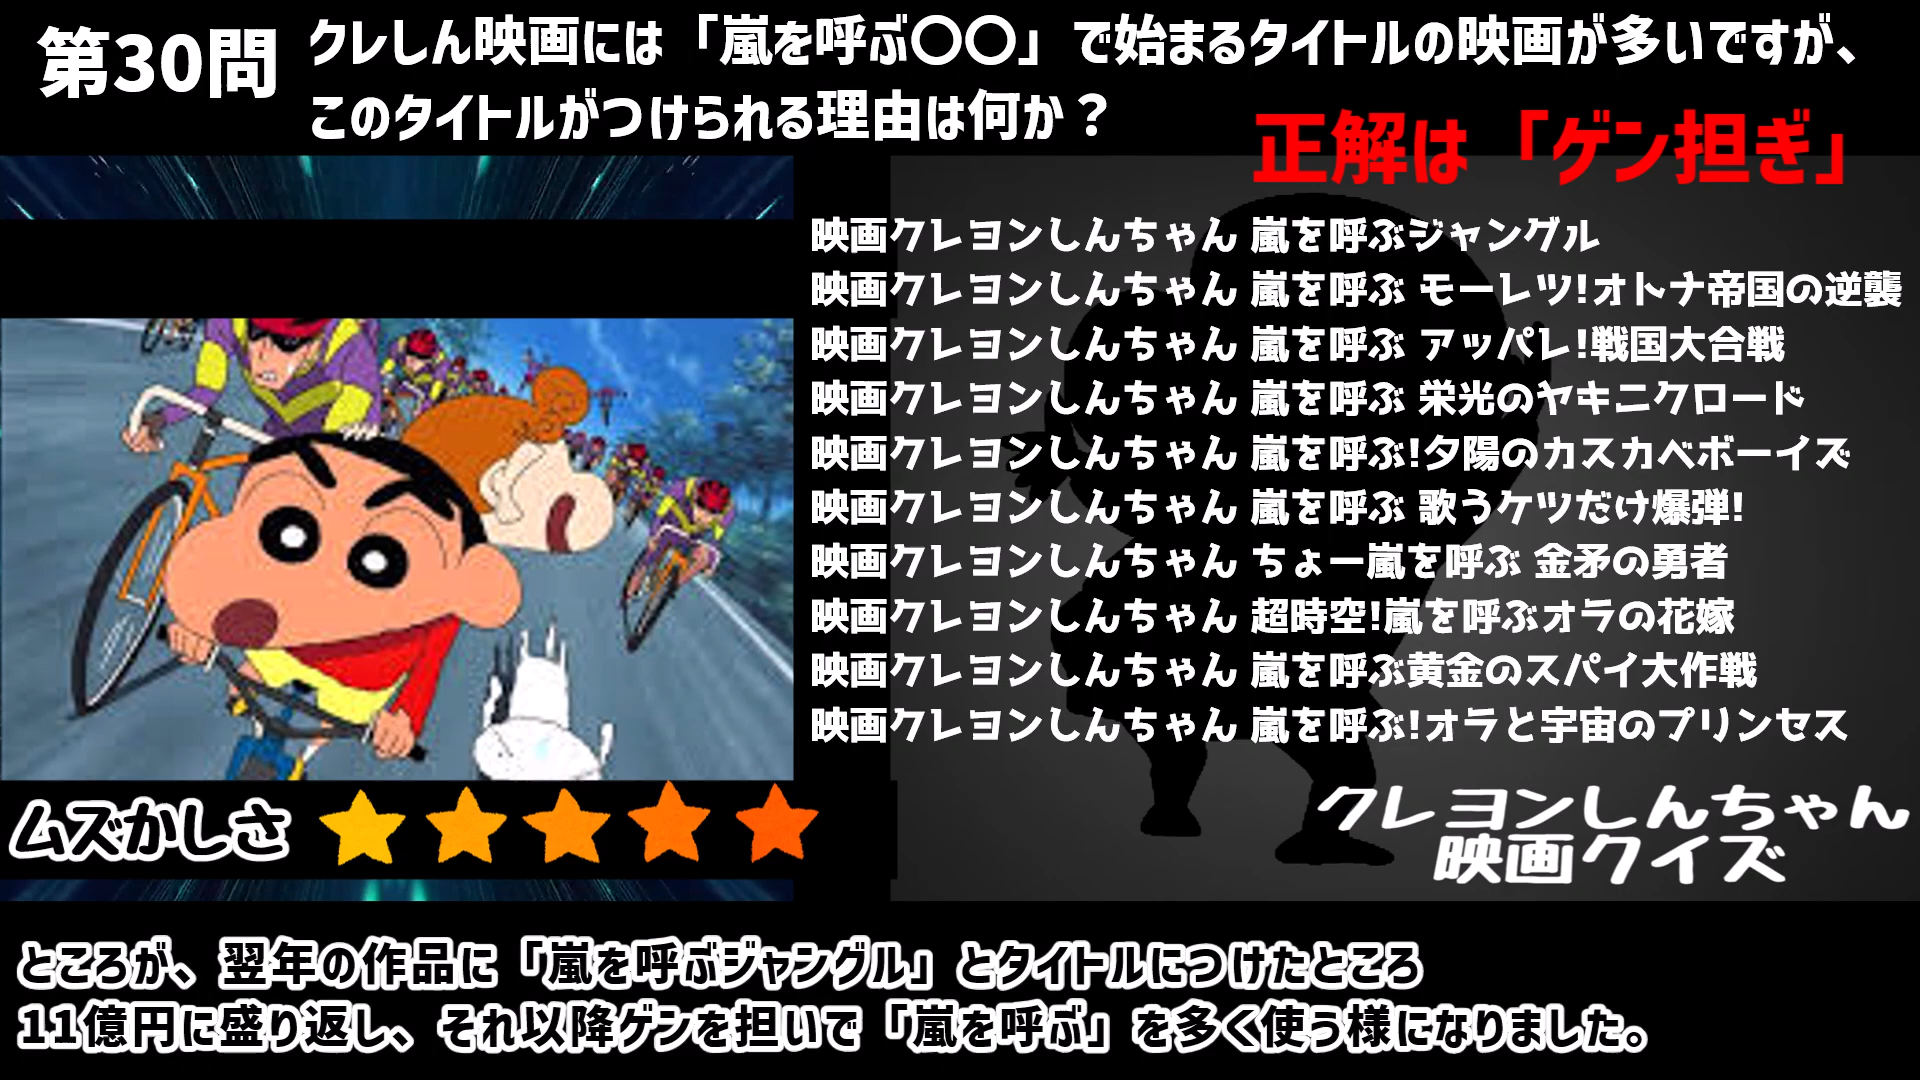 第30問
クレしん映画には「嵐を呼ぶ〇〇」で始まるタイトルの映画が多いですが、
このタイトルがつけられる理由は何か？
正解は「ゲン担ぎ」
映画クレヨンしんちゃん 嵐を呼ぶジャングル
映画クレヨンしんちゃん 嵐を呼ぶ モーレツ!オトナ帝国の逆襲
映画クレヨンしんちゃん 嵐を呼ぶ アッパレ!戦国大合戦
映画クレヨンしんちゃん 嵐を呼ぶ 栄光のヤキニクロード
映画クレヨンしんちゃん 嵐を呼ぶ!夕陽のカスカベボーイズ
映画クレヨンしんちゃん 嵐を呼ぶ 歌うケツだけ爆弾!
映画クレヨンしんちゃん ちょー嵐を呼ぶ 金矛の勇者
映画クレヨンしんちゃん 超時空!嵐を呼ぶオラの花嫁
映画クレヨンしんちゃん 嵐を呼ぶ黄金のスパイ大作戦
映画クレヨンしんちゃん 嵐を呼ぶ!オラと宇宙のプリンセス
ムズかしさ
クレヨンしんちゃん
映画クイズ
ところが、翌年の作品に「嵐を呼ぶジャングル」とタイトルにつけたところ
11億円に盛り返し、それ以降ゲンを担いで「嵐を呼ぶ」を多く使う様になりました。